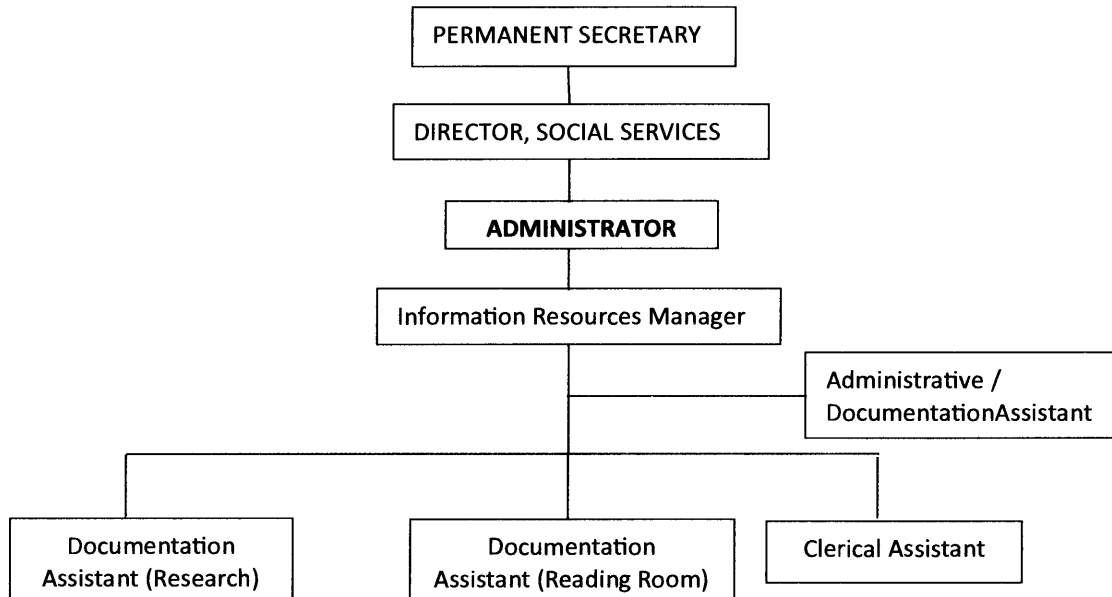 PERMANENT SECRETARY
DIRECTOR, SOCIAL SERVICES
ADMINISTRATOR
Information Resources Manager
Administrative /
DocumentationAssistant
Documentation
Assistant (Research)
Documentation
Assistant (Reading Room)
Clerical Assistant